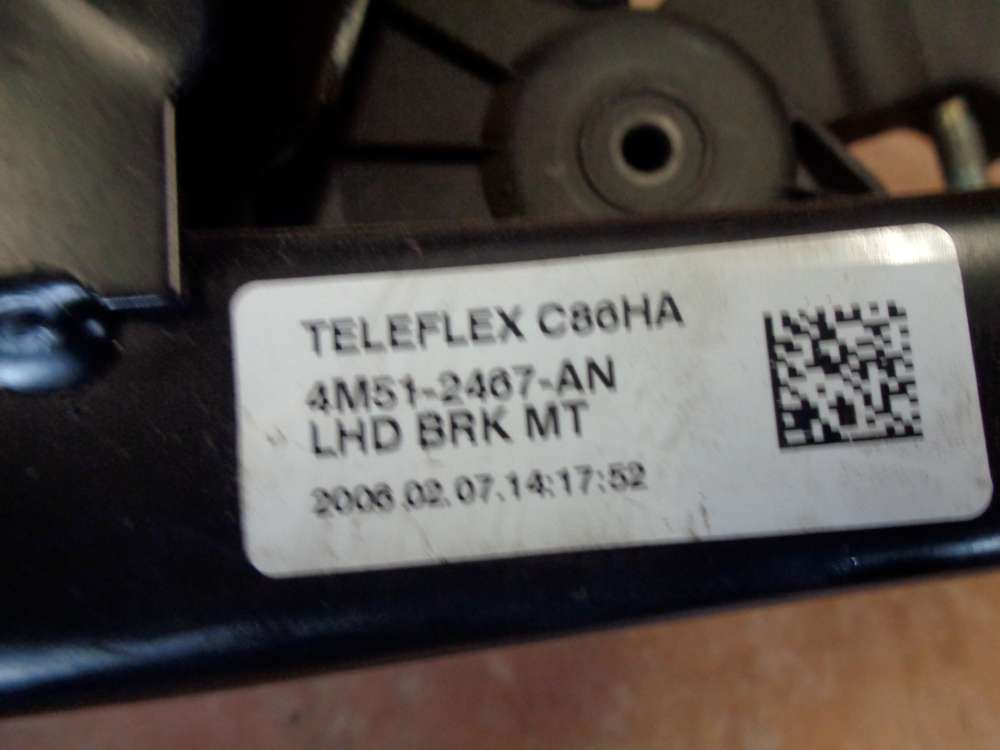 TELEFLEX C86HA
4M51-2467-AN
LHD BRK MT
2006.02.07.14:17:52